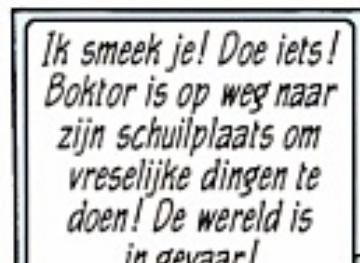 Ik smeek je! Doe iets!
Boktor is op weg naar
zijn schuilplaats om
vreselijke dingen te
doen! De wereld is
in gevaar!